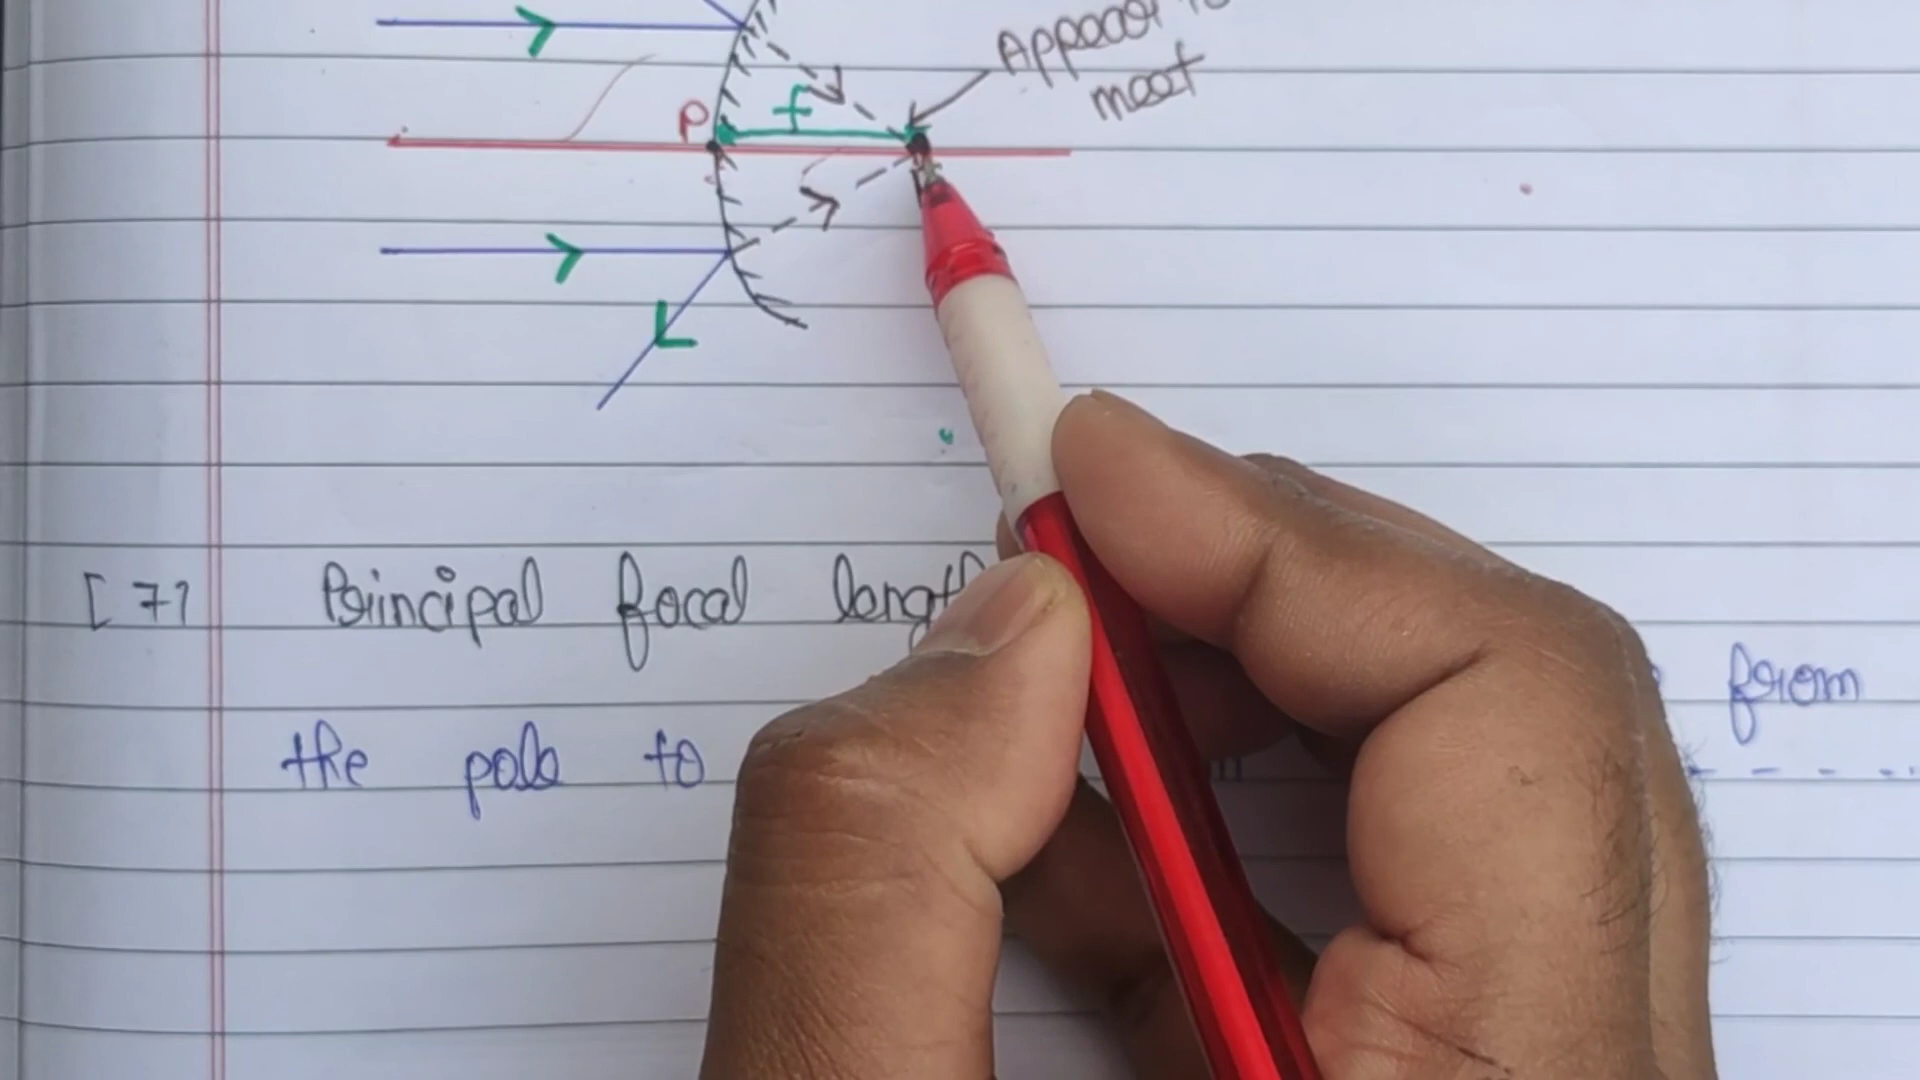 Appear to
meet
P
f
[7] Principal focal length
from
the pole to